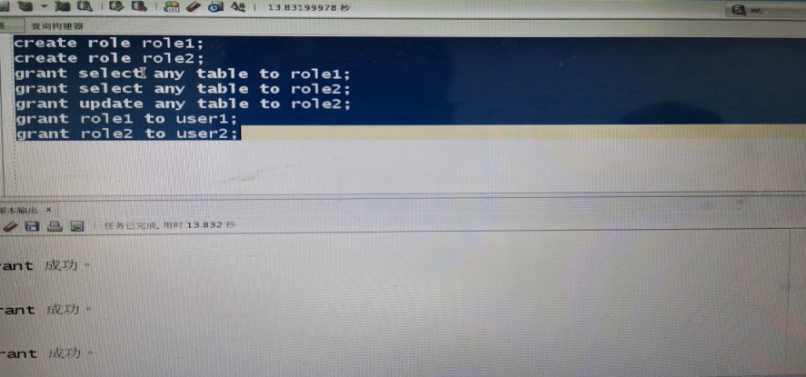 13.83199978 秒
查询构建器
create role role1;
create role role2;
grant select any table to role1;
grant select any table to role2;
grant update any table to role2;
grant role1 to user1;
grant role2 to user2;
本输出 ×
任务已完成, 用时 13.832 秒
rant 成功。
rant 成功。
rant 成功。